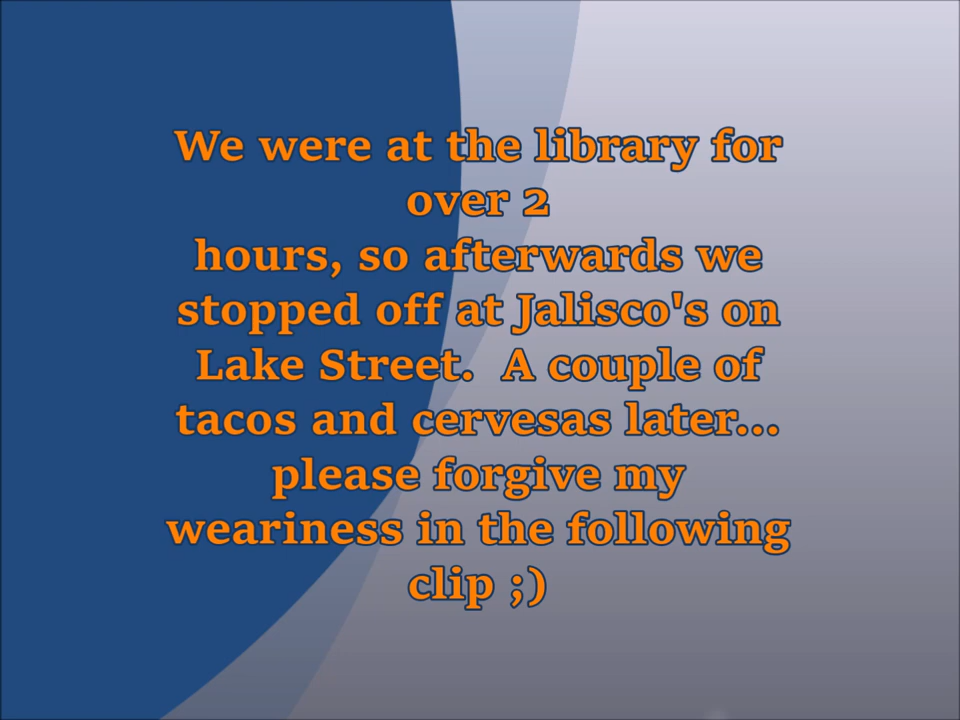 We were at the library for
over 2
hours, so afterwards we
stopped off at Jalisco's on
Lake Street.  A couple of
tacos and cervesas later...
please forgive my
weariness in the following
clip ;)